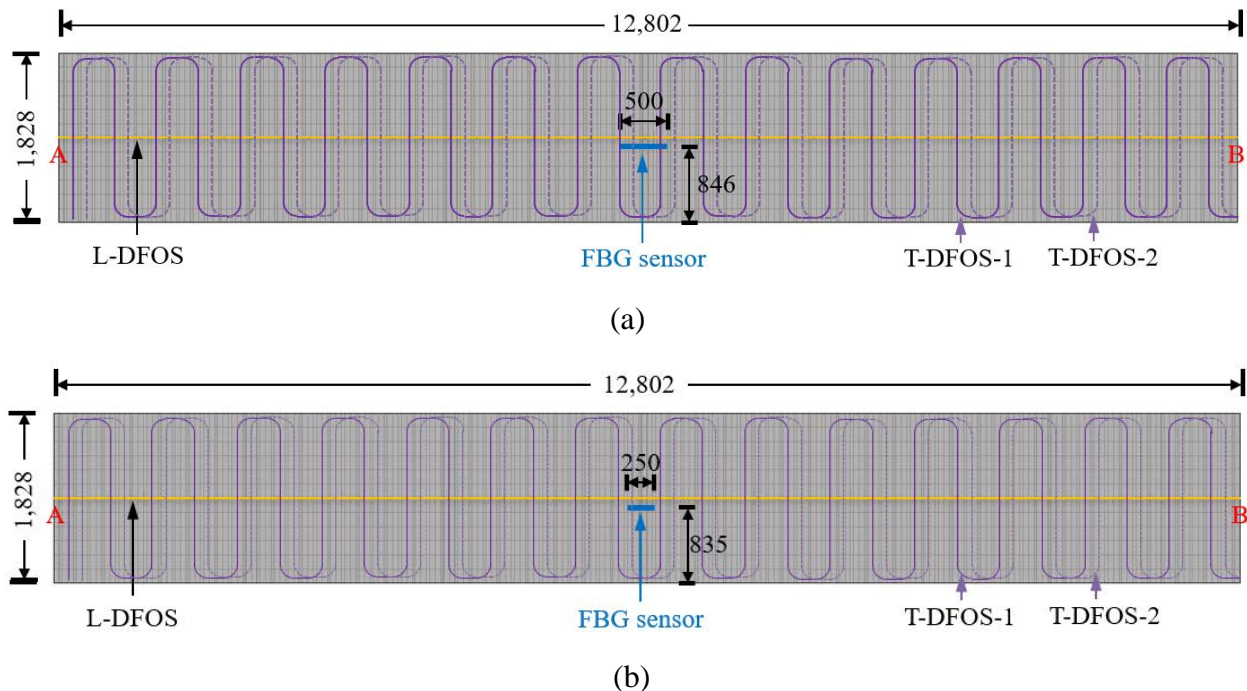 12,802
1,828
500
A
B
846
L-DFOS
FBG sensor
T-DFOS-1
T-DFOS-2
(a)
12,802
1,828
250
A
B
835
L-DFOS
FBG sensor
T-DFOS-1
T-DFOS-2
(b)